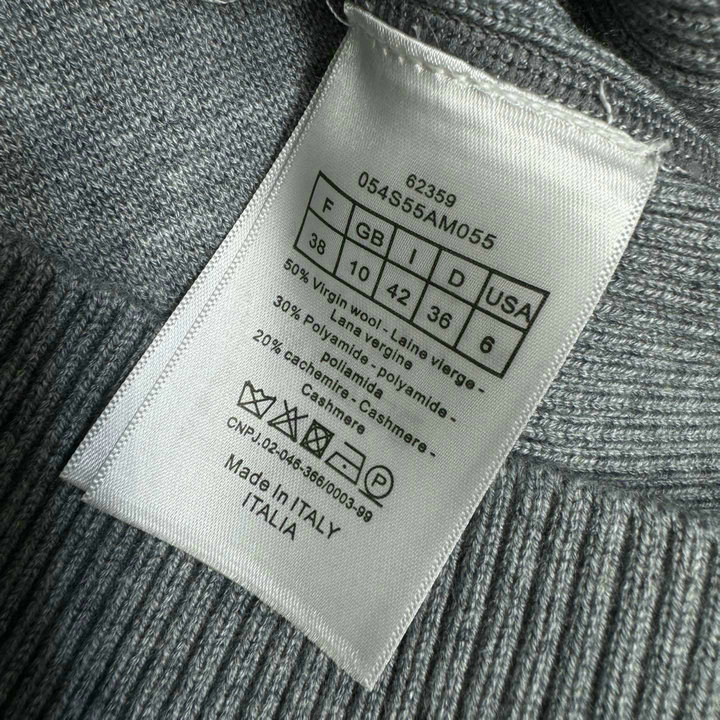 62359
054S55AM055
F GB I D USA
38 10 42 36 6
50% Virgin wool - Laine vierge -
Lana vergine
30% Polyamide - polyamide -
poliamida
20% cachemire - Cashmere -
Cashmere
P
CNPJ.02-046-366/0003-99
Made In ITALY
ITALIA